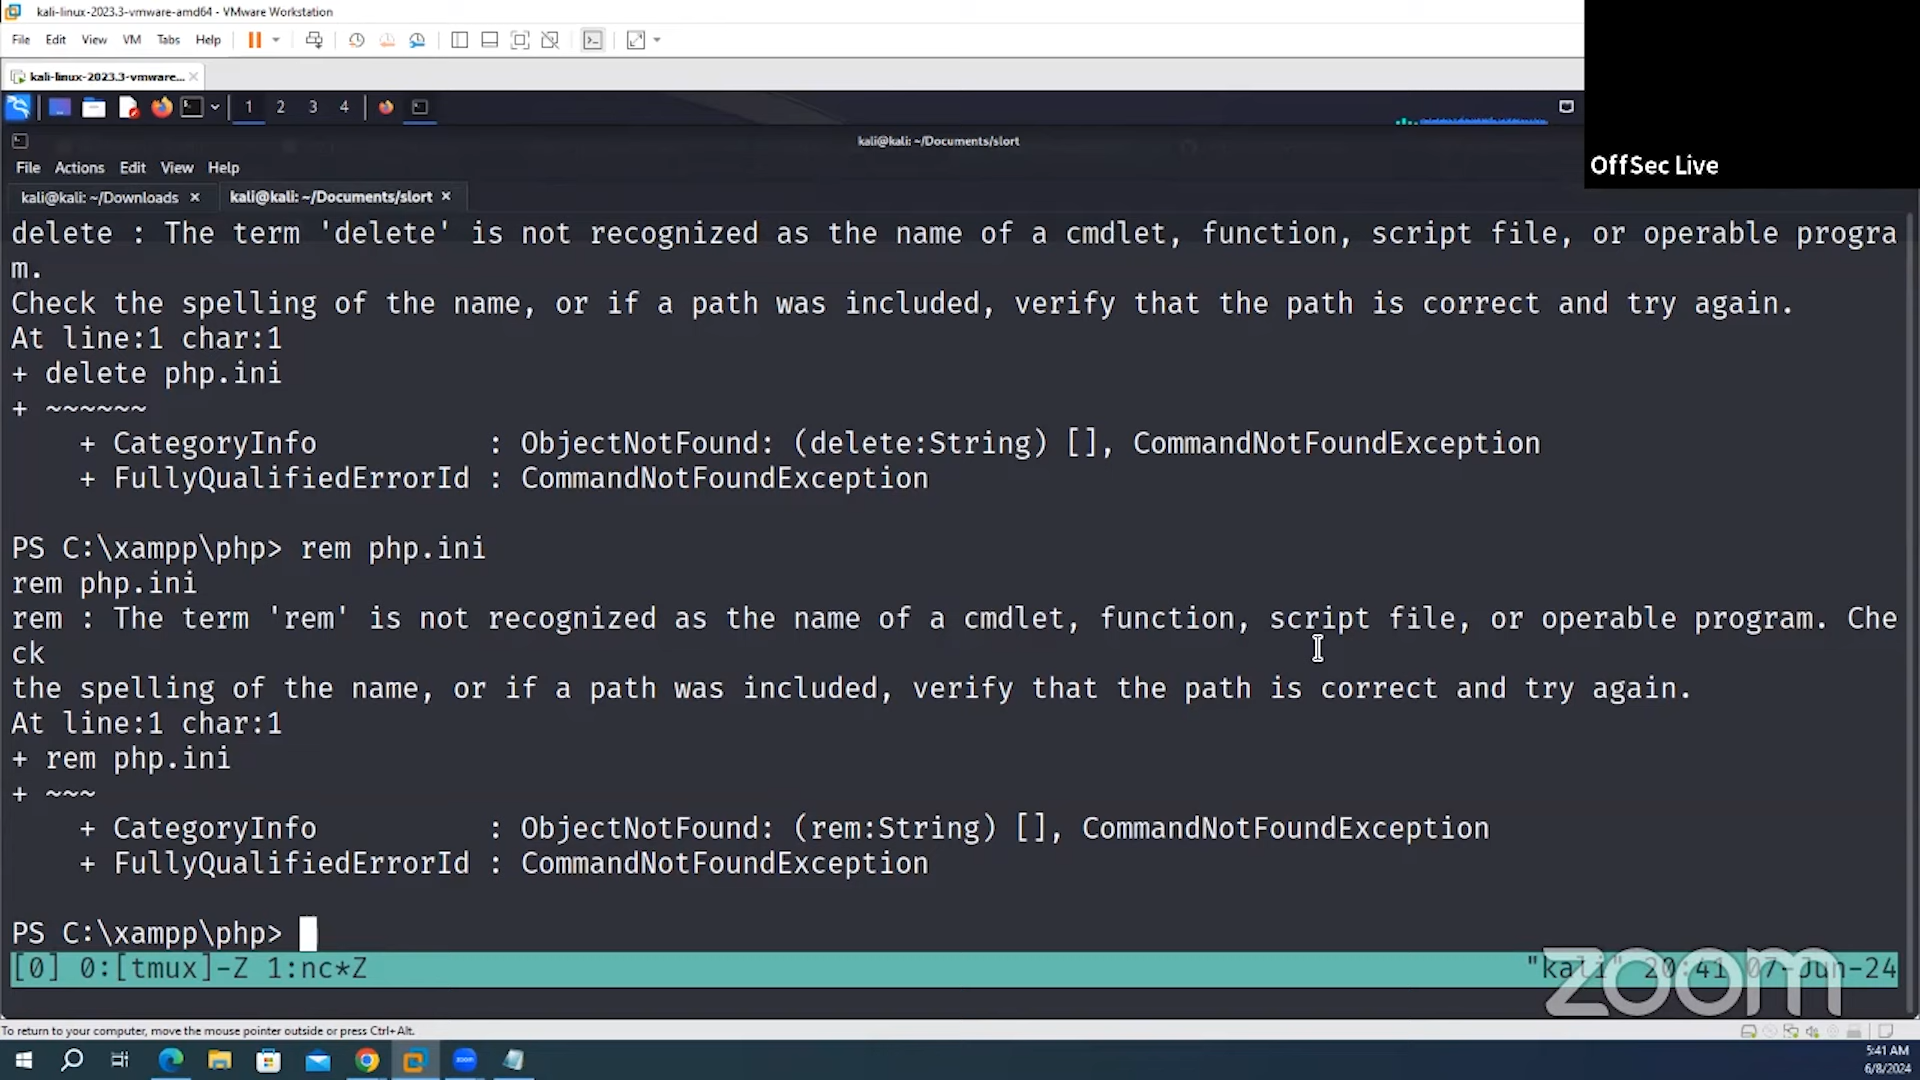 kali-linux-2023.3-vmware-amd64 - VMware Workstation
File Edit View VM Tabs Help
kali-linux-2023.3-vmware...
1 2 3 4
kali@kali: ~/Documents/slort
OffSec Live
File Actions Edit View Help
kali@kali: ~/Downloads kali@kali: ~/Documents/slort
delete : The term 'delete' is not recognized as the name of a cmdlet, function, script file, or operable progra
m.
Check the spelling of the name, or if a path was included, verify that the path is correct and try again.
At line:1 char:1
+ delete php.ini
+ ~~~~~~
+ CategoryInfo : ObjectNotFound: (delete:String) [], CommandNotFoundException
+ FullyQualifiedErrorId : CommandNotFoundException
PS C:\xampp\php> rem php.ini
rem php.ini
rem : The term 'rem' is not recognized as the name of a cmdlet, function, script file, or operable program. Che
ck
the spelling of the name, or if a path was included, verify that the path is correct and try again.
At line:1 char:1
+ rem php.ini
+ ~~~
+ CategoryInfo : ObjectNotFound: (rem:String) [], CommandNotFoundException
+ FullyQualifiedErrorId : CommandNotFoundException
PS C:\xampp\php>
[0] 0:[tmux]-Z 1:nc*Z "kali" 20:41 07-Jun-24
zoom
To return to your computer, move the mouse pointer outside or press Ctrl+Alt.
zoom
5:41 AM
6/8/2024